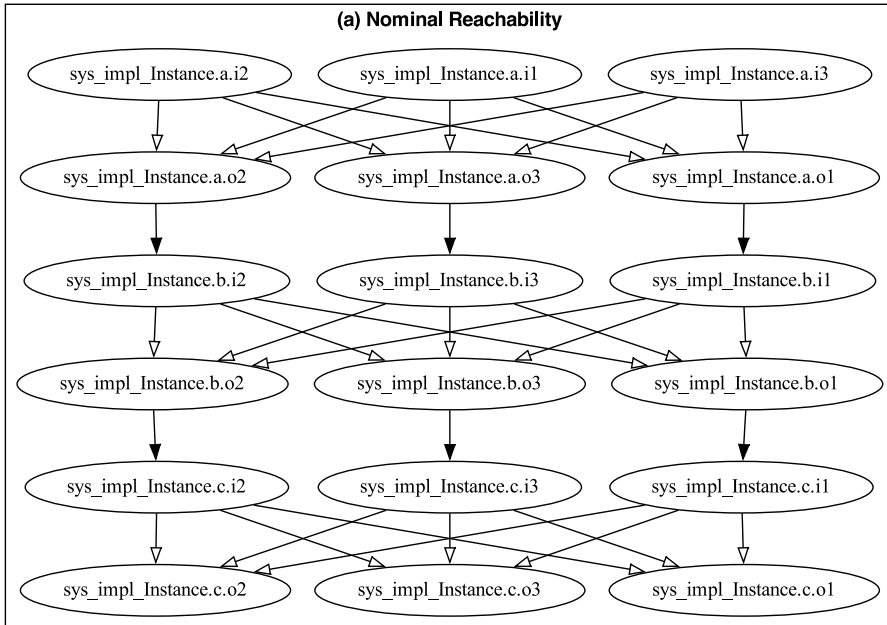 (a) Nominal Reachability
sys_impl_Instance.a.i2
sys_impl_Instance.a.i1
sys_impl_Instance.a.i3
sys_impl_Instance.a.o2
sys_impl_Instance.a.o3
sys_impl_Instance.a.o1
sys_impl_Instance.b.i2
sys_impl_Instance.b.i3
sys_impl_Instance.b.i1
sys_impl_Instance.b.o2
sys_impl_Instance.b.o3
sys_impl_Instance.b.o1
sys_impl_Instance.c.i2
sys_impl_Instance.c.i3
sys_impl_Instance.c.i1
sys_impl_Instance.c.o2
sys_impl_Instance.c.o3
sys_impl_Instance.c.o1